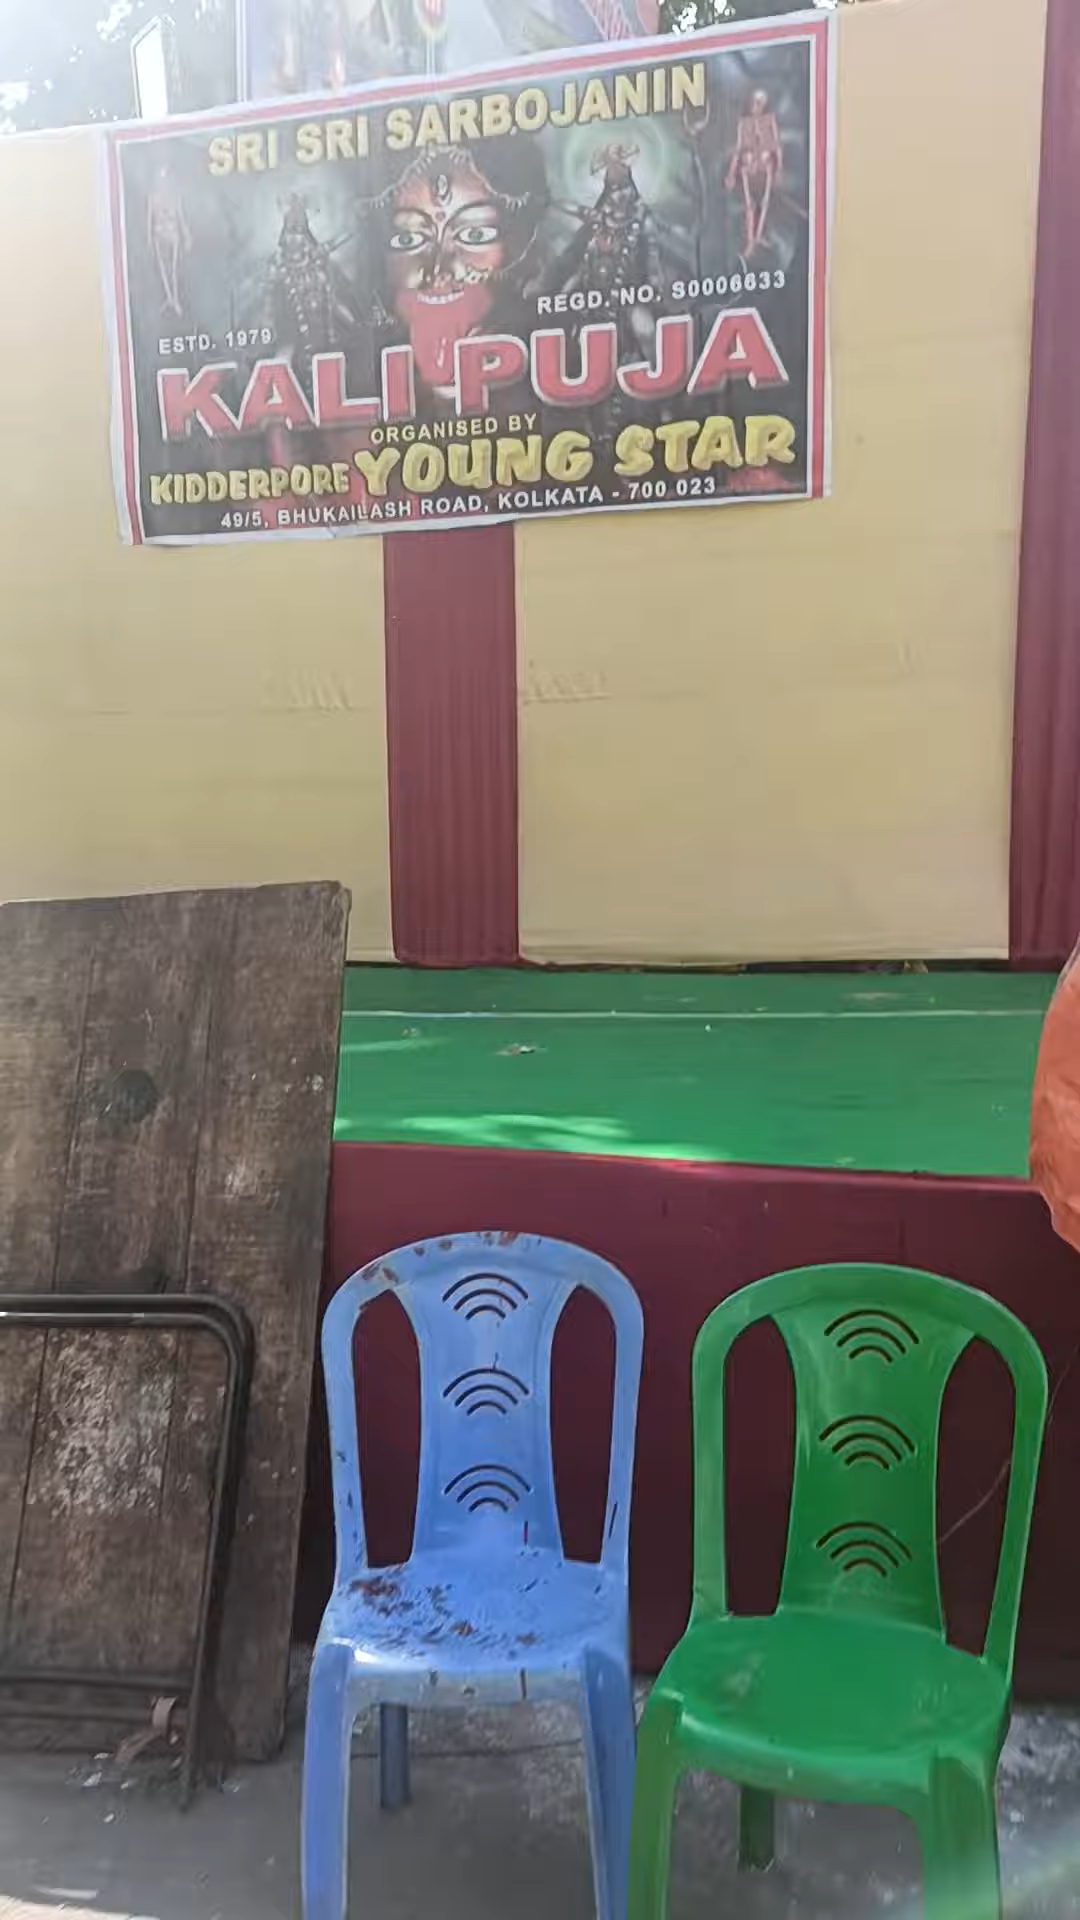 SRI SRI SARBOJANIN
REGD. NO. S0006633
ESTD. 1979
KALI PUJA
ORGANISED BY
KIDDERPORE YOUNG STAR
49/5, BHUKAILASH ROAD, KOLKATA - 700 023